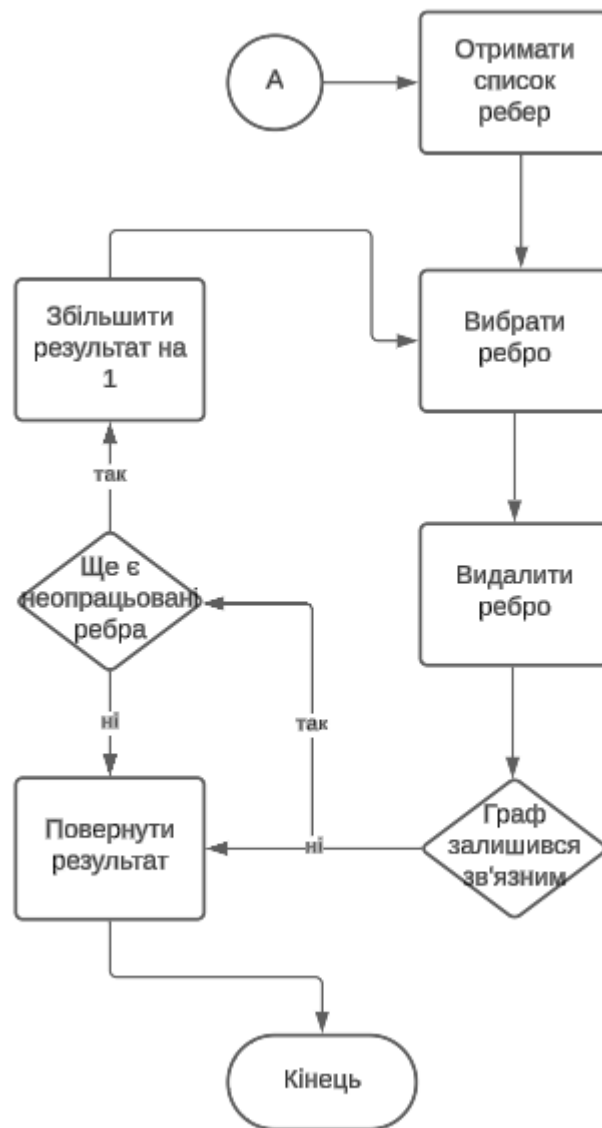 А
Отримати
список
ребер
Збільшити
результат на
1
Вибрати
ребро
так
Ще є
неопрацьовані
ребра
Видалити
ребро
ні
так
Повернути
результат
ні
Граф
залишився
зв'язним
Кінець